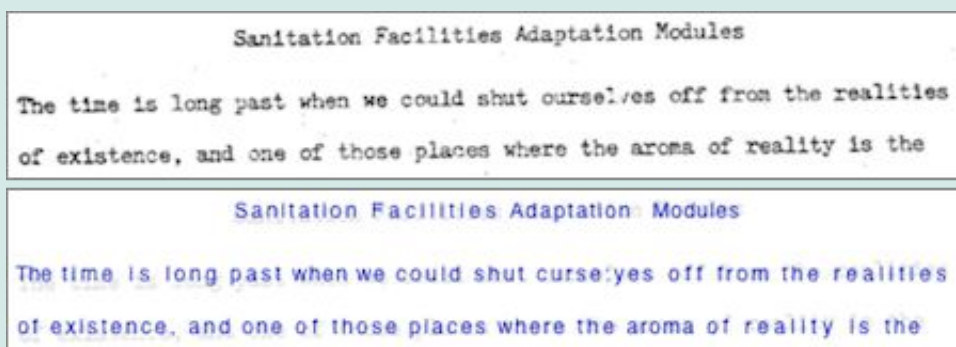 Sanitation Facilities Adaptation Modules
The time is long past when we could shut ourselves off from the realities
of existence, and one of those places where the aroma of reality is the
Sanitation Facilities Adaptation Modules
The time is long past when we could shut curse:yes off from the realities
of existence, and one of those places where the aroma of reality is the